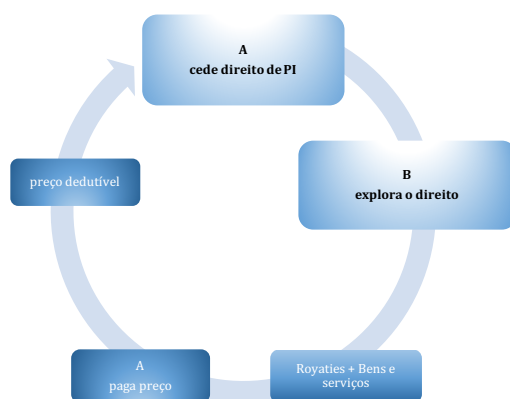 A
cede direito de PI
B
explora o direito
Royaties + Bens e
serviços
A
paga preço
preço dedutível